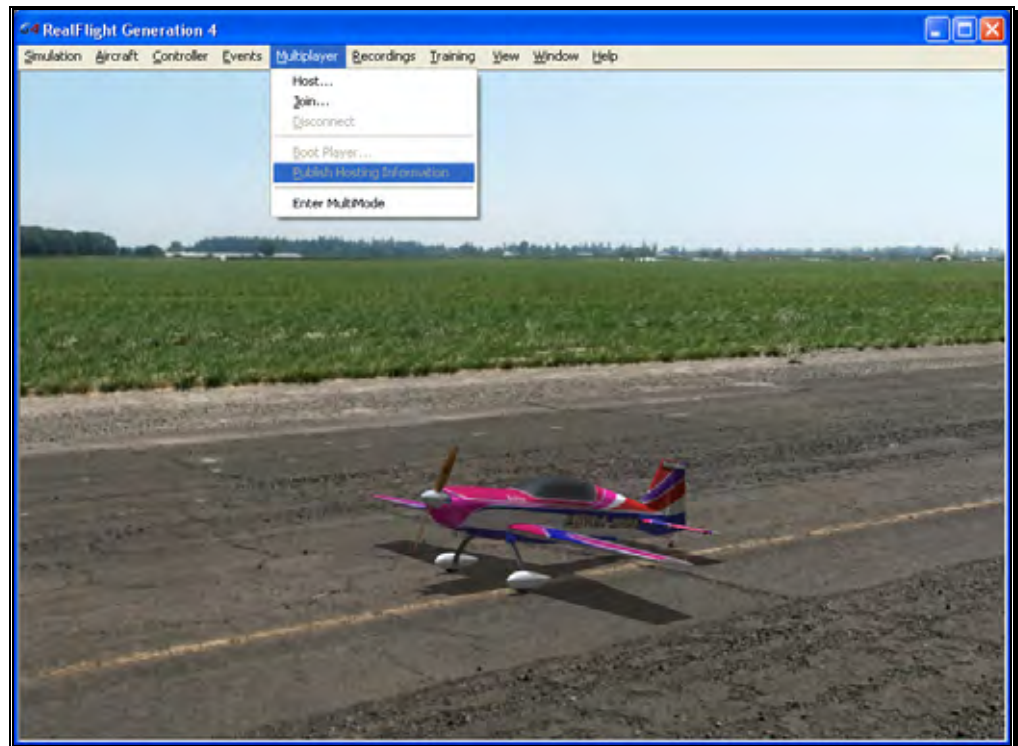 G4 RealFlight Generation 4
Simulation Aircraft Controller Events Multiplayer Recordings Training View Window Help
Host...
Join...
Disconnect
Boot Player...
Publish Hosting Information
Enter MultiMode